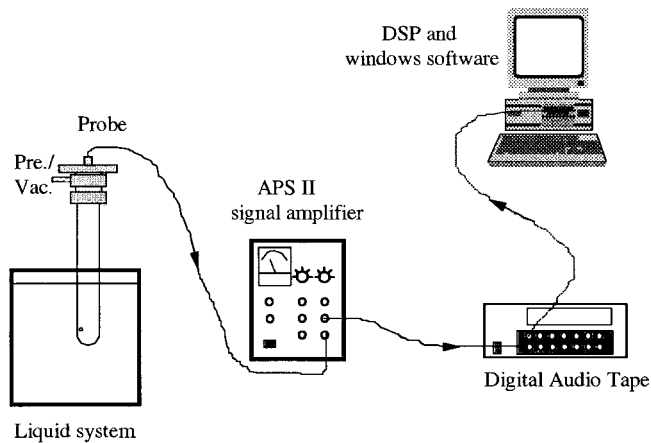 DSP and
windows software
Probe
Pre./
Vac.
APS II
signal amplifier
Digital Audio Tape
Liquid system